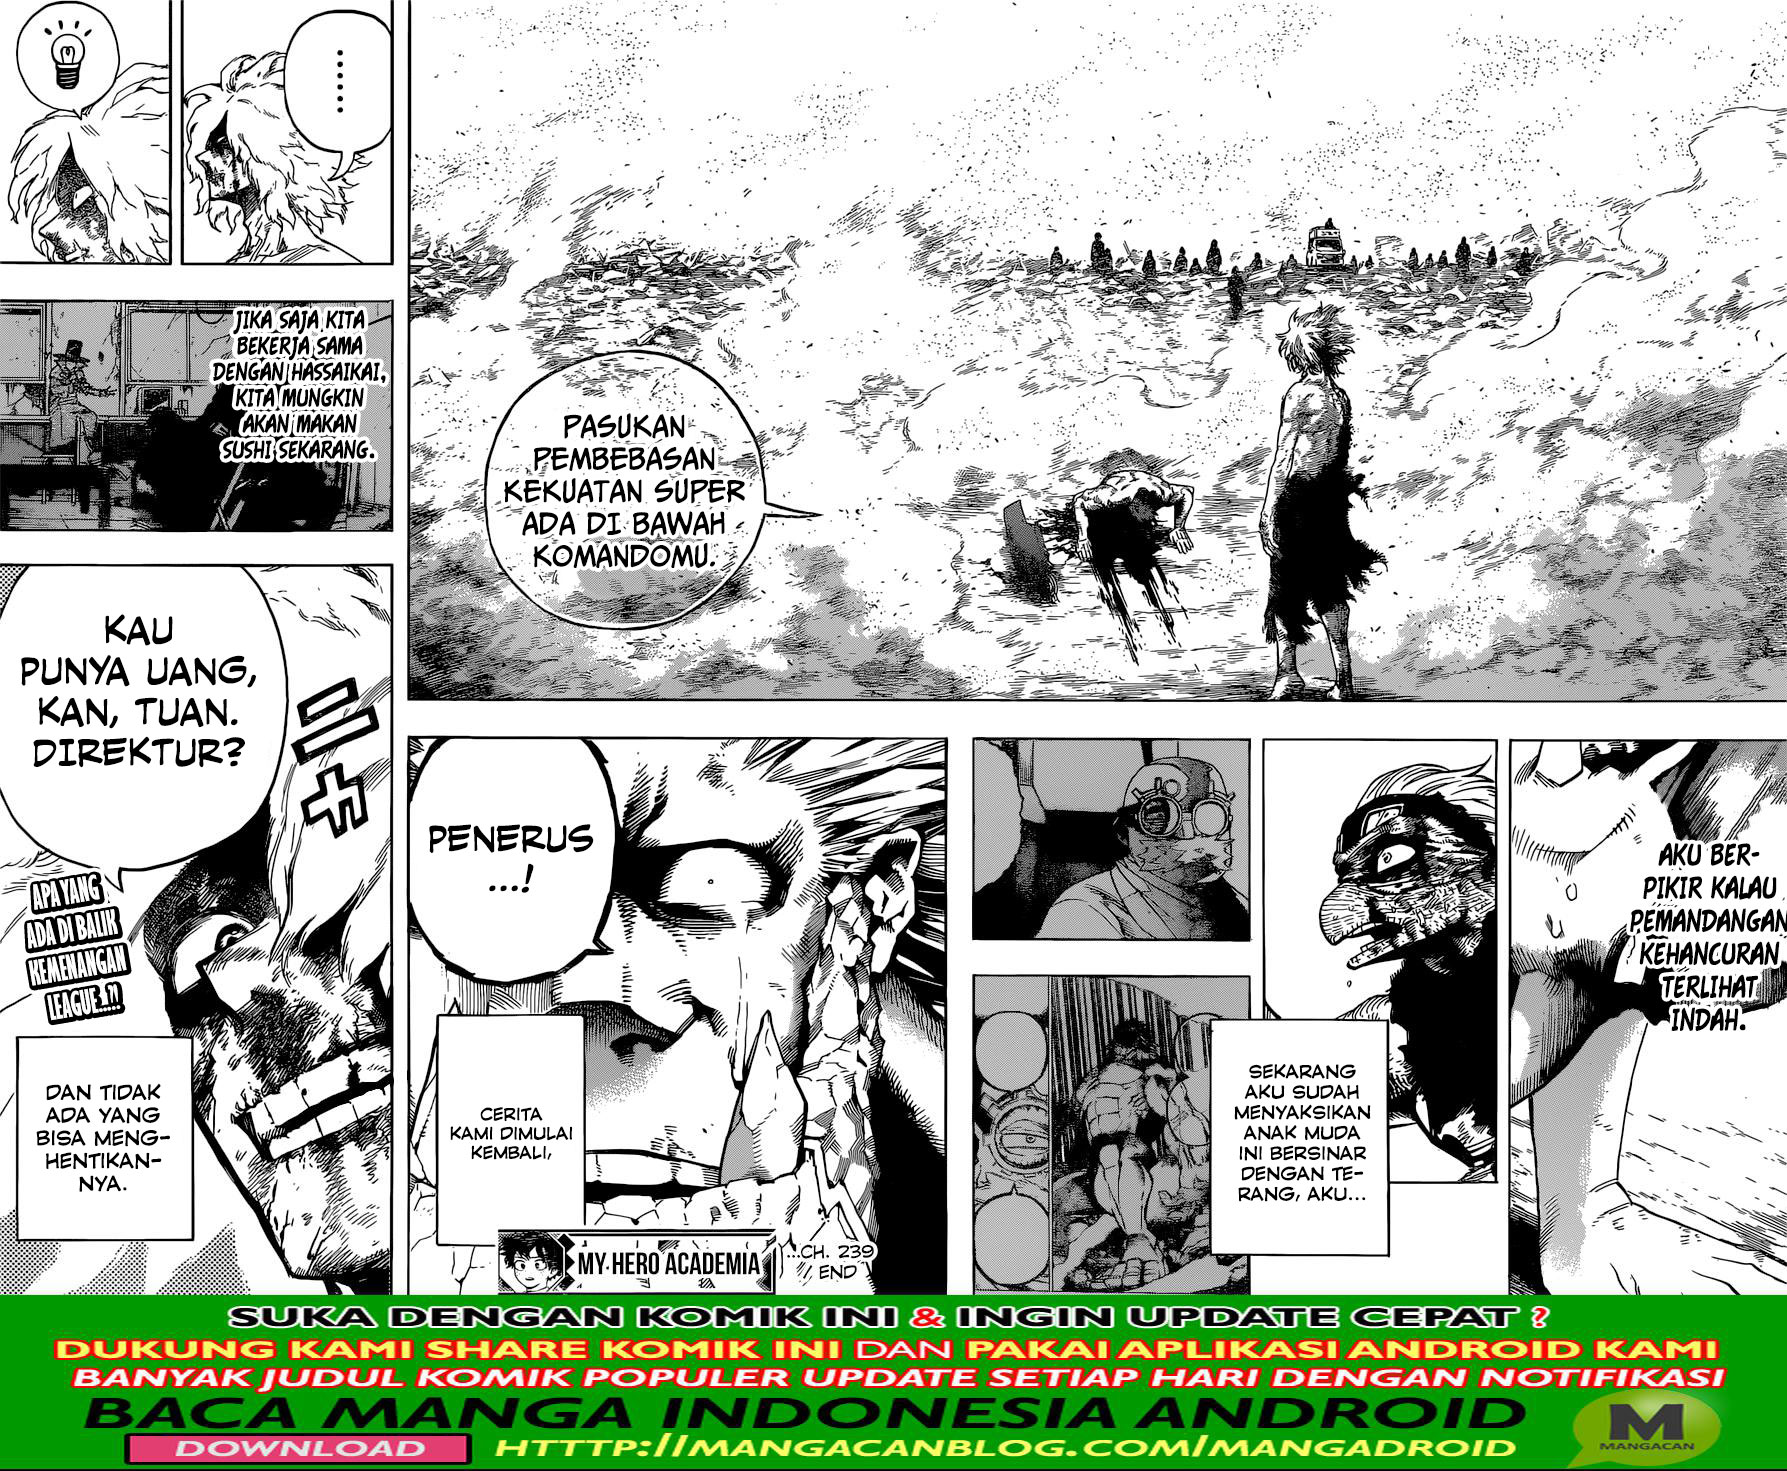 PASUKAN
PEMBEBASAN
KEKUATAN SUPER
ADA DI BAWAH
KOMANDOMU.
......
JIKA SAJA KITA
BEKERJA SAMA
DENGAN HASSAIKAI,
KITA MUNGKIN
AKAN MAKAN
SUSHI SEKARANG.
AKU BER-
PIKIR KALAU
PEMANDANGAN
KEHANCURAN
TERLIHAT
INDAH.
SEKARANG
AKU SUDAH
MENYAKSIKAN
ANAK MUDA
INI BERSINAR
DENGAN TE-
RANG, AKU...
PENERUS
...!
CERITA
KAMI DIMULAI
KEMBALI,
KAU
PUNYA UANG,
KAN, TUAN.
DIREKTUR?
ニ
カ
APA YANG
ADA DI BALIK
KEMENANGAN
LEAGUE...?!
DAN TIDAK
ADA YANG
BISA MENG-
HENTIKAN-
NYA.
MY HERO ACADEMIA
...CH. 239
END
SUKA DENGAN KOMIK INI & INGIN UPDATE CEPAT ?
DUKUNG KAMI SHARE KOMIK INI DAN PAKAI APLIKASI ANDROID KAMI
BANYAK JUDUL KOMIK POPULER UPDATE SETIAP HARI DENGAN NOTIFIKASI
BACA MANGA INDONESIA ANDROID
DOWNLOAD HTTTP://MANGACANBLOG.COM/MANGADROID
M
MANGACAN